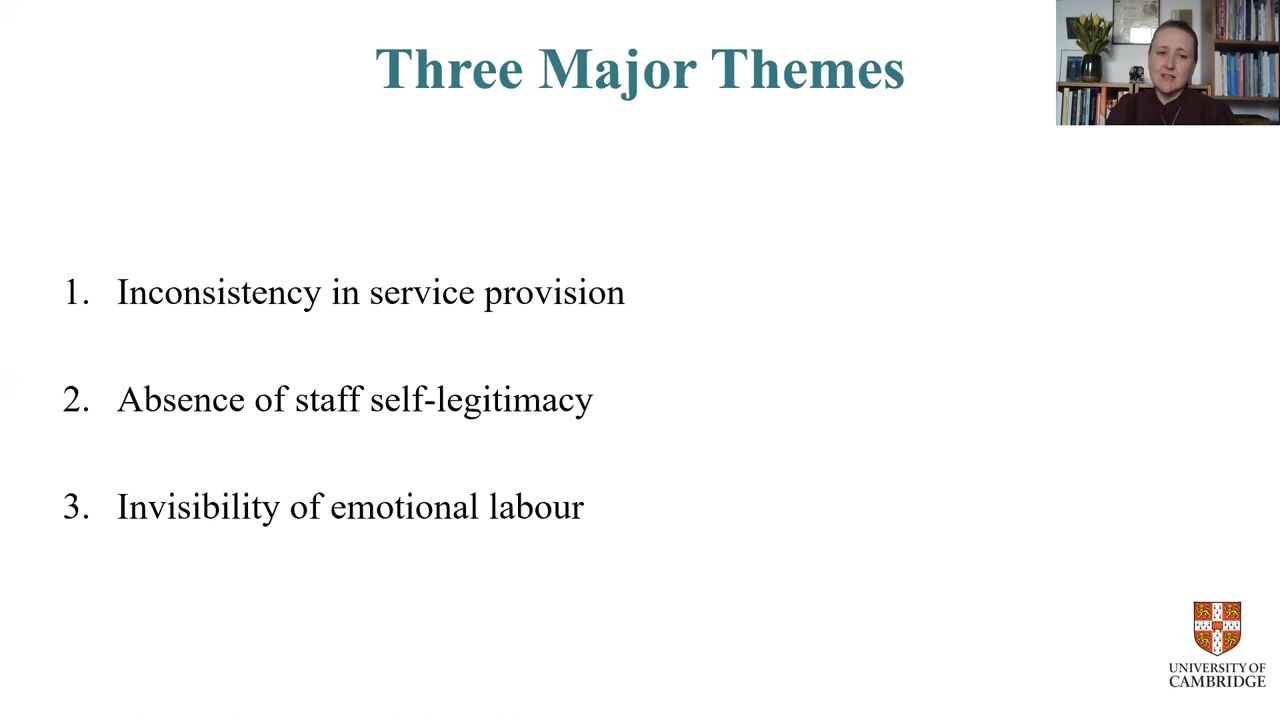 Three Major Themes
1. Inconsistency in service provision
2. Absence of staff self-legitimacy
3. Invisibility of emotional labour
UNIVERSITY OF
CAMBRIDGE